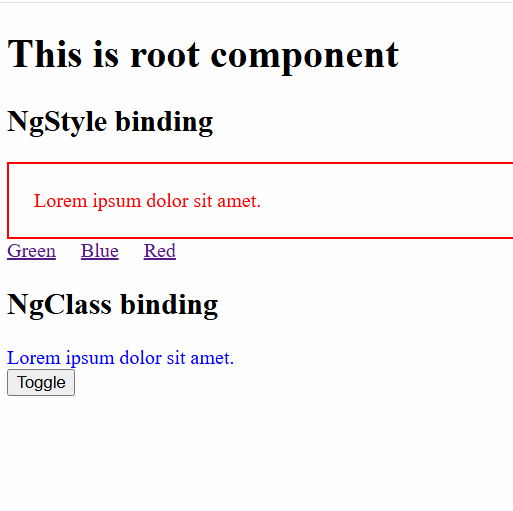 This is root component
NgStyle binding
Lorem ipsum dolor sit amet.
Green Blue Red
NgClass binding
Lorem ipsum dolor sit amet.
Toggle